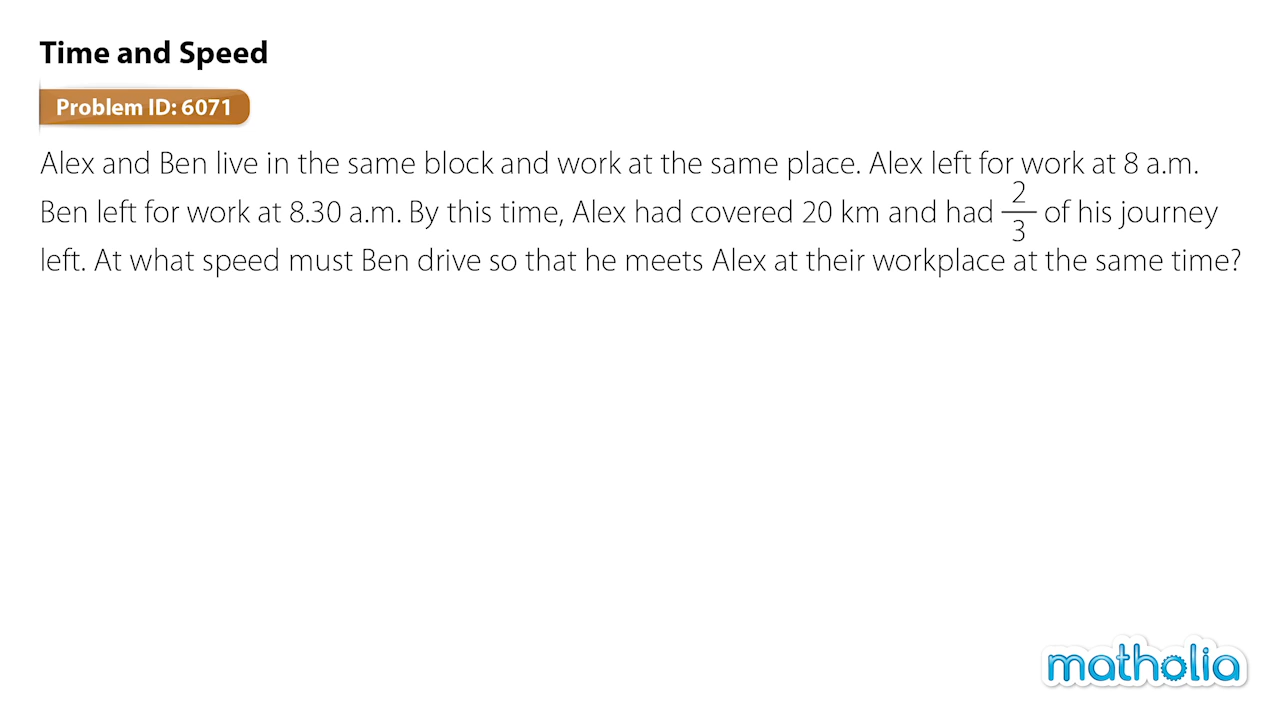 Time and Speed
Problem ID: 6071
Alex and Ben live in the same block and work at the same place. Alex left for work at 8 a.m.
Ben left for work at 8.30 a.m. By this time, Alex had covered 20 km and had 2/3 of his journey
left. At what speed must Ben drive so that he meets Alex at their workplace at the same time?
matholia